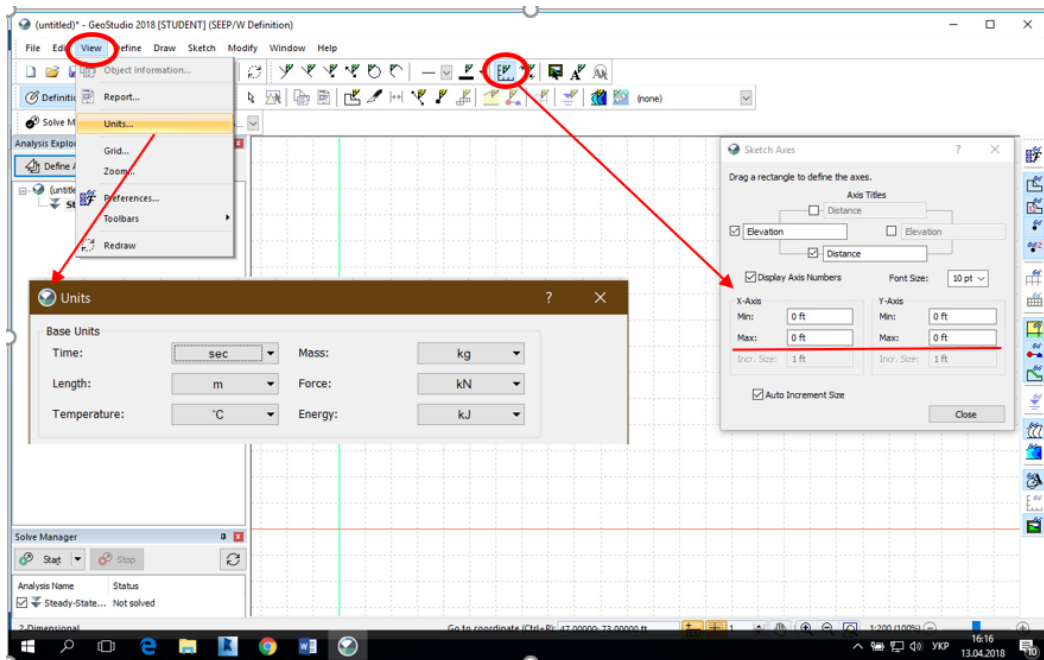 (untitled)* - GeoStudio 2018 [STUDENT] (SEEP/W Definition)
File Edit View Define Draw Sketch Modify Window Help
Object Information...
Report...
(none)
Units...
Grid...
Zoom...
Preferences...
Toolbars
Redraw
Solve M
Analysis Explo
Define A
(untitle
St
Sketch Axes ? ×
Drag a rectangle to define the axes.
Axis Titles
Distance
Elevation Elevation
Distance
Display Axis Numbers Font Size: 10 pt
X-Axis Y-Axis
Min: 0 ft Min: 0 ft
Max: 0 ft Max: 0 ft
Incr. Size: 1 ft Incr. Size: 1 ft
Auto Increment Size
Close
Units ? ×
Base Units
Time: sec Mass: kg
Length: m Force: kN
Temperature: °C Energy: kJ
Solve Manager
Start Stop
Analysis Name Status
Steady-State... Not solved
2-Dimensional Go to coordinate (Ctrl+R): 47.00000; 73.00000 ft 1 1:200 (100%)
УКР 16:16
13.04.2018